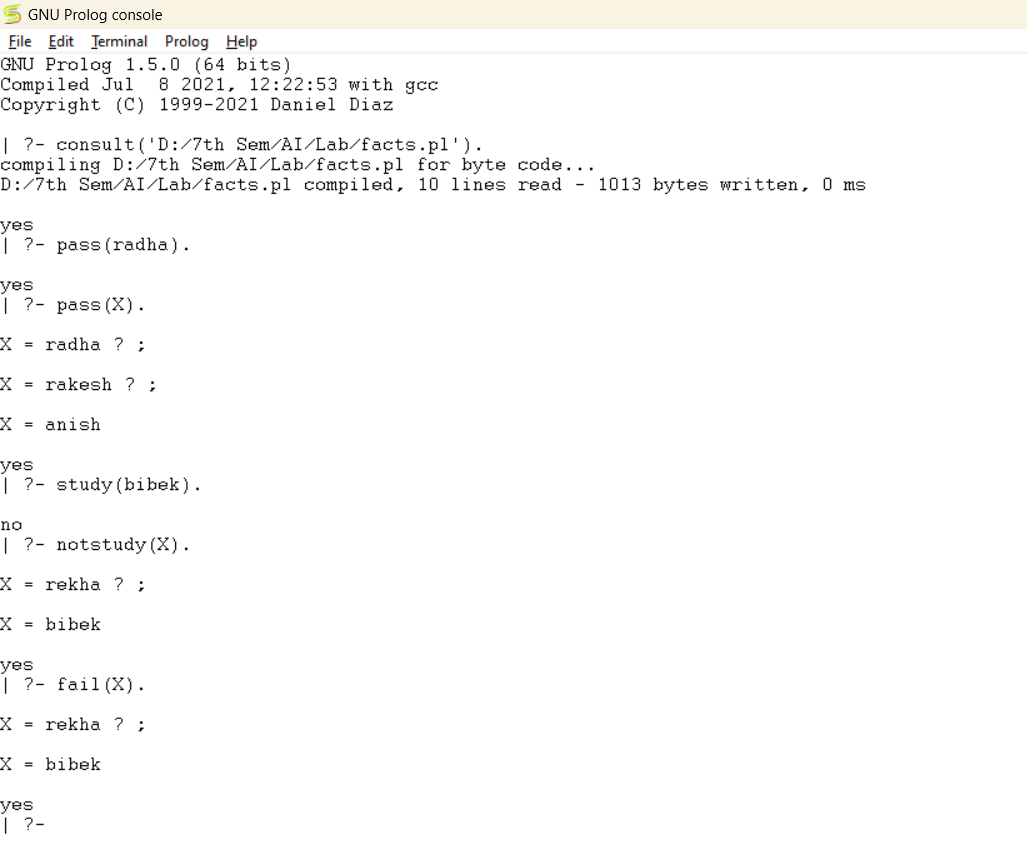 GNU Prolog console
File Edit Terminal Prolog Help
GNU Prolog 1.5.0 (64 bits)
Compiled Jul  8 2021, 12:22:53 with gcc
Copyright (C) 1999-2021 Daniel Diaz
| ?- consult('D:/7th Sem/AI/Lab/facts.pl').
compiling D:/7th Sem/AI/Lab/facts.pl for byte code...
D:/7th Sem/AI/Lab/facts.pl compiled, 10 lines read - 1013 bytes written, 0 ms
yes
| ?- pass(radha).
yes
| ?- pass(X).
X = radha ? ;
X = rakesh ? ;
X = anish
yes
| ?- study(bibek).
no
| ?- notstudy(X).
X = rekha ? ;
X = bibek
yes
| ?- fail(X).
X = rekha ? ;
X = bibek
yes
| ?-